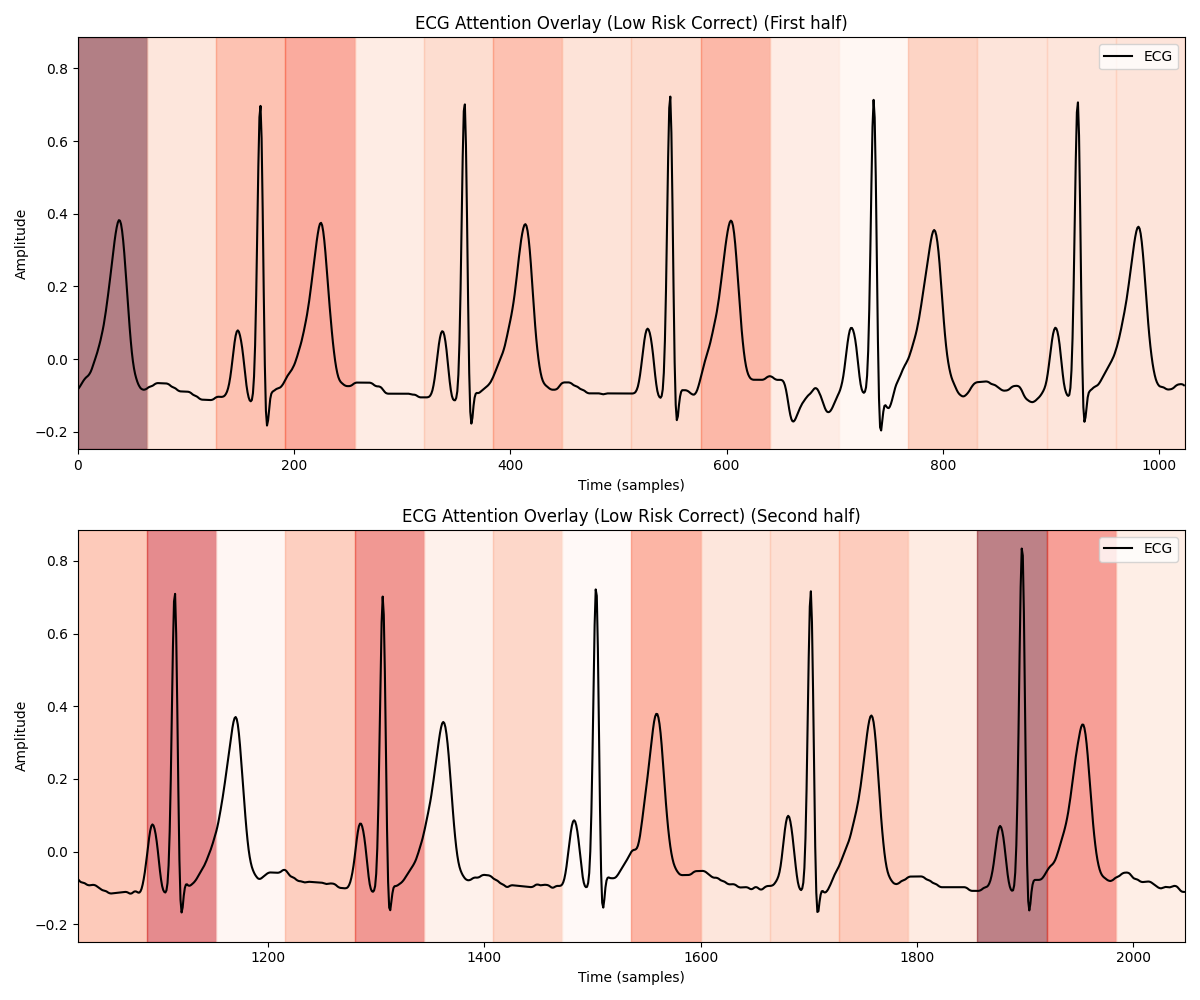 ECG Attention Overlay (Low Risk Correct) (First half)
ECG
Amplitude
0.8
0.6
0.4
0.2
0.0
−0.2
0 200 400 600 800 1000
Time (samples)
ECG Attention Overlay (Low Risk Correct) (Second half)
ECG
Amplitude
0.8
0.6
0.4
0.2
0.0
−0.2
1200 1400 1600 1800 2000
Time (samples)